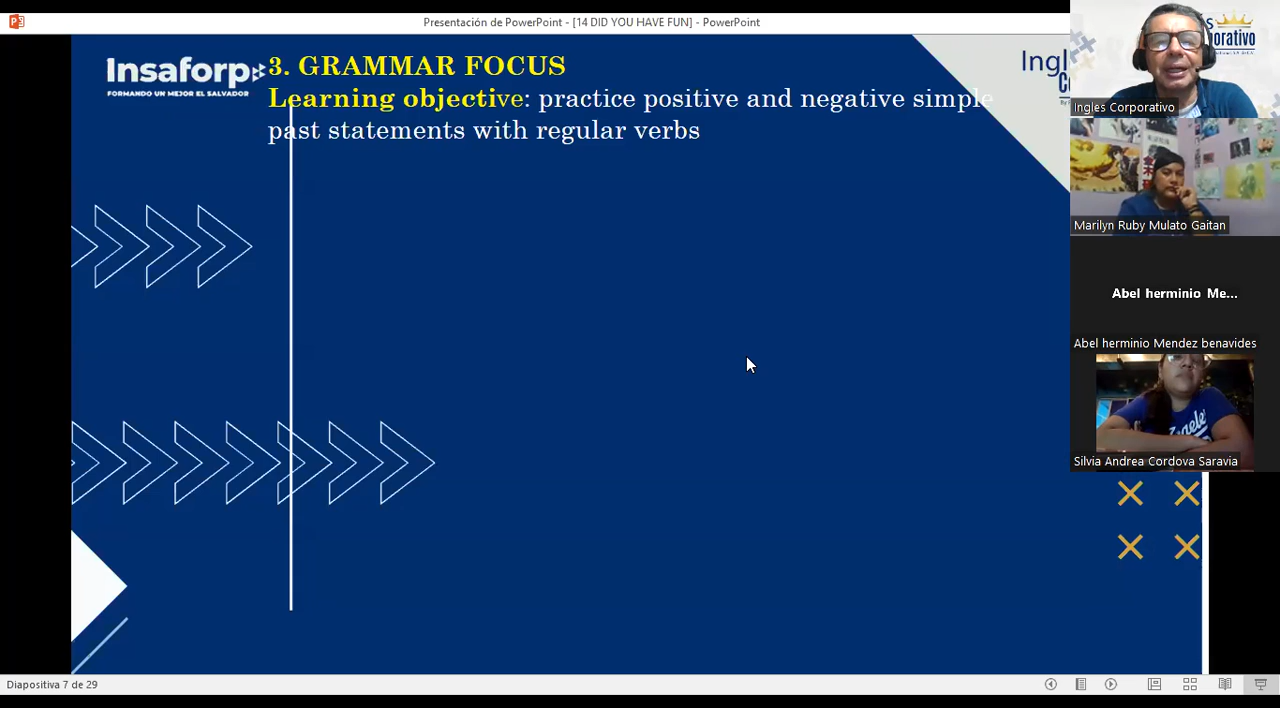 Presentación de PowerPoint - [14 DID YOU HAVE FUN] - PowerPoint
Insaforp
FORMANDO UN MEJOR EL SALVADOR
3. GRAMMAR FOCUS
Learning objective: practice positive and negative simple
past statements with regular verbs
Ingles Corporativo
Marilyn Ruby Mulato Gaitan
Abel herminio Me...
Abel herminio Mendez benavides
Silvia Andrea Cordova Saravia
Diapositiva 7 de 29